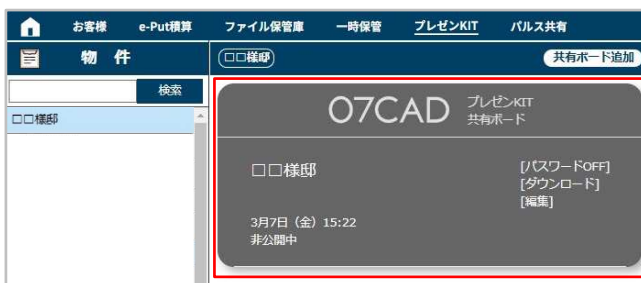 お客様 e-Put積算 ファイル保管庫 一時保管 プレゼンKIT パルス共有
物 件
□□様邸
共有ボード追加
検索
□□様邸
O7CAD プレゼンKIT
共有ボード
□□様邸
[パスワードOFF]
[ダウンロード]
[編集]
3月7日（金）15:22
非公開中